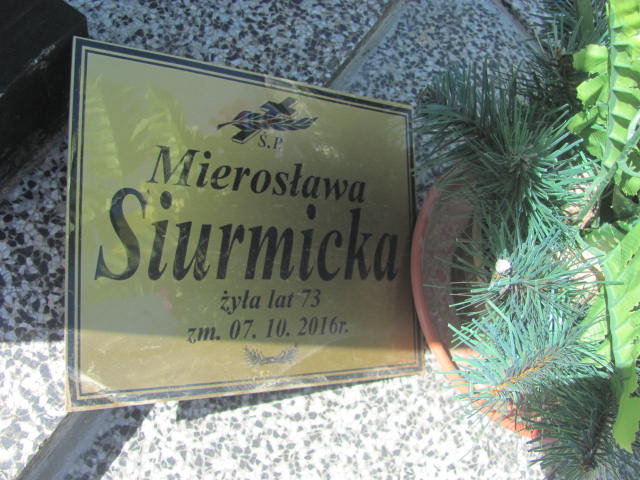 Ś.P.
Mierosława
Siurmicka
żyła lat 73
zm. 07. 10. 2016r.